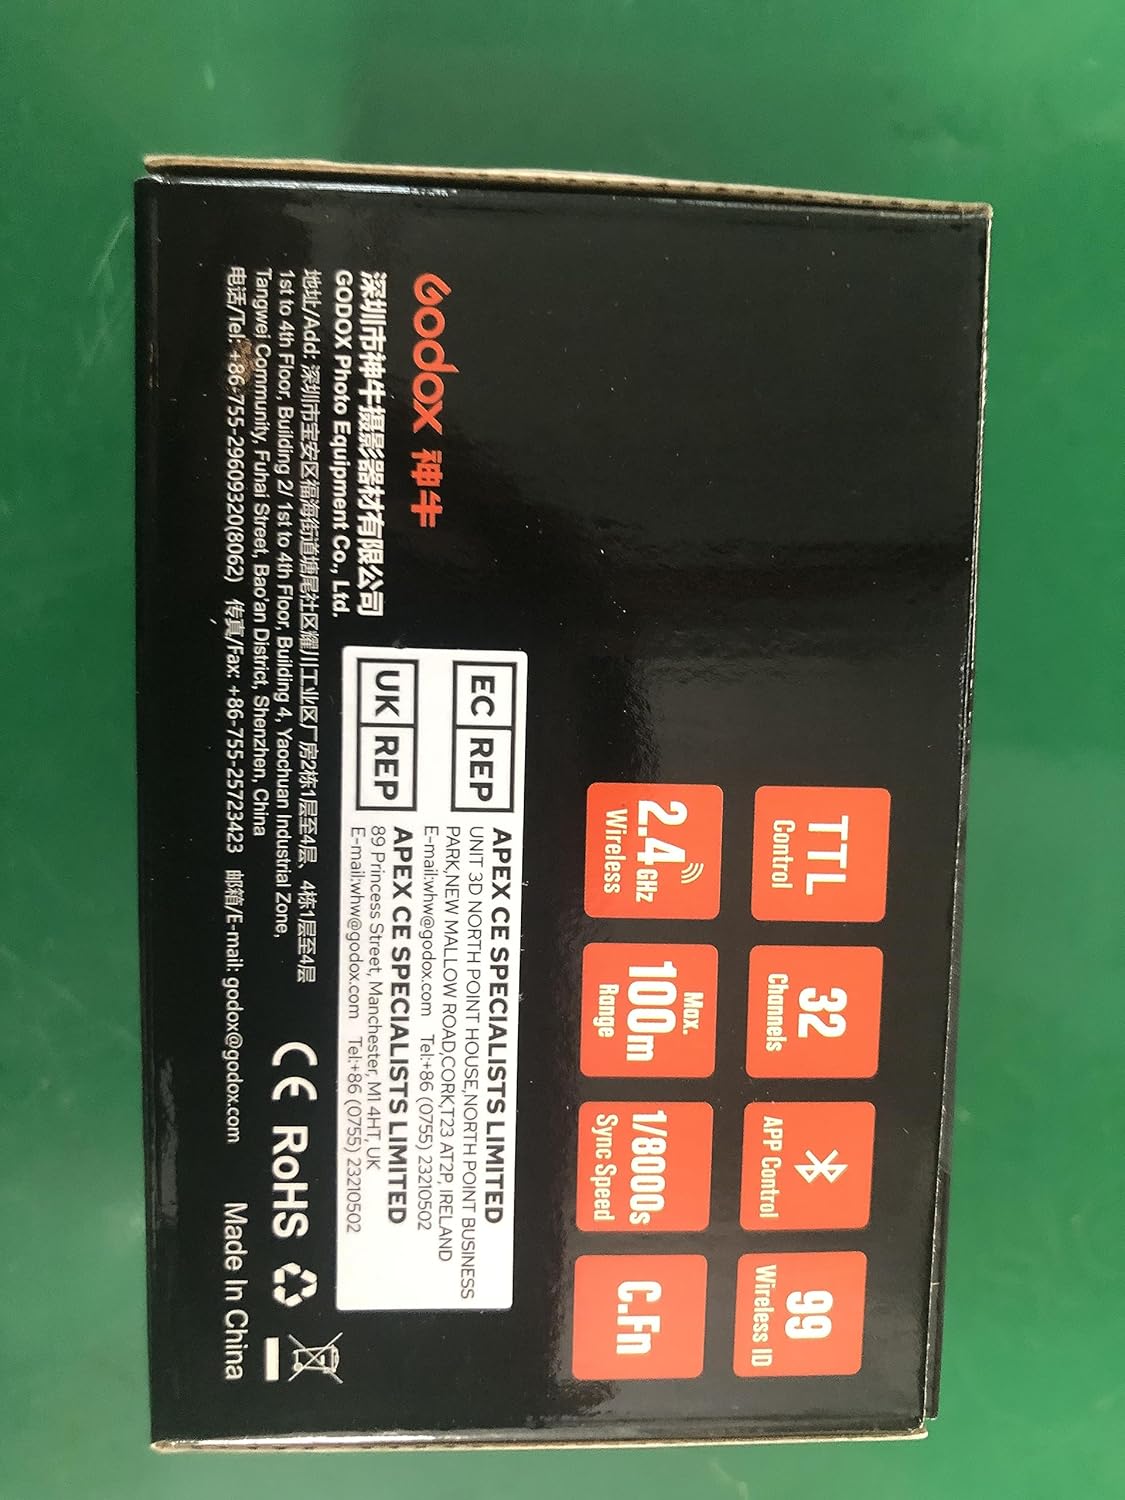 TTL
Control
32
Channels
APP Control
99
Wireless ID
2.4GHz
Wireless
Max.
100m
Range
1/8000s
Sync Speed
C.Fn
Godox 神牛
深圳市神牛摄影器材有限公司
GODOX Photo Equipment Co., Ltd.
地址/Add: 深圳市宝安区福海街道塘尾社区耀川工业区厂房2栋1层至4层、4栋1层至4层
1st to 4th Floor, Building 2/ 1st to 4th Floor, Building 4, Yaochuan Industrial Zone,
Tangwei Community, Fuhai Street, Bao'an District, Shenzhen, China
电话/Tel: +86-755-29609320(8062) 传真/Fax: +86-755-25723423 邮箱/E-mail: godox@godox.com
EC REP
APEX CE SPECIALISTS LIMITED
UNIT 3D NORTH POINT HOUSE,NORTH POINT BUSINESS
PARK,NEW MALLOW ROAD,CORK,T23 AT2P, IRELAND
E-mail:whw@godox.com Tel:+86 (0755) 23210502
UK REP
APEX CE SPECIALISTS LIMITED
89 Princess Street, Manchester, M1 4HT, UK
E-mail:whw@godox.com Tel:+86 (0755) 23210502
CE RoHS
Made In China